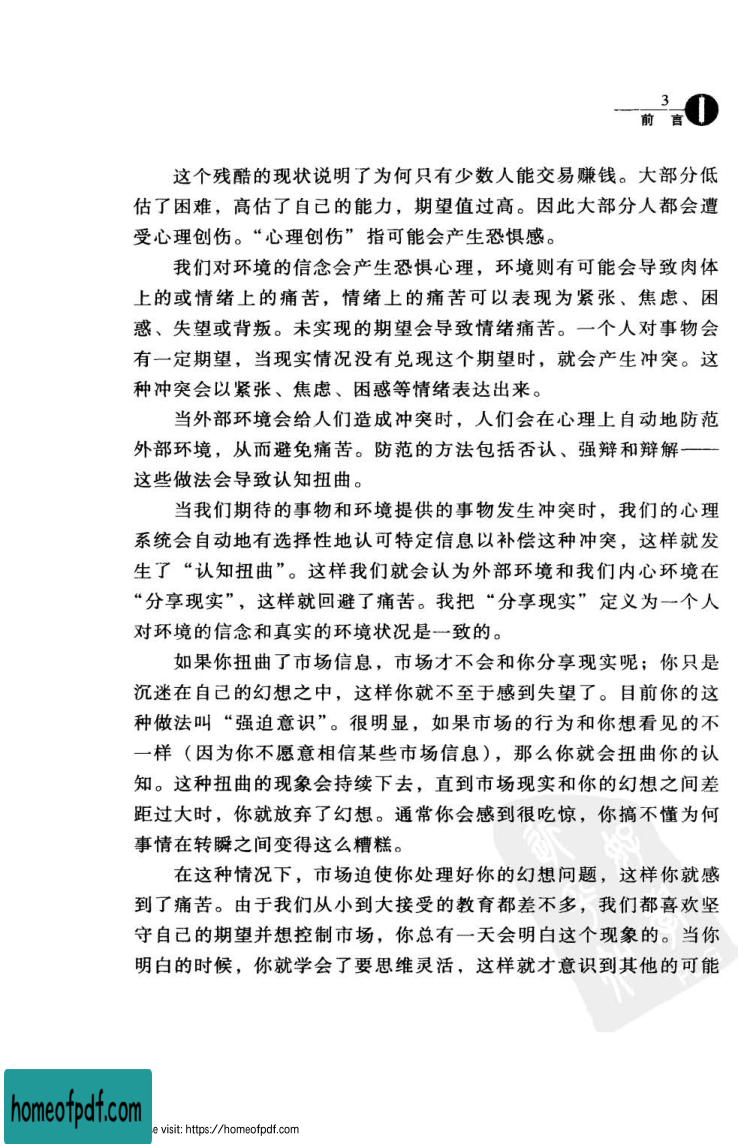 3
前 言
这个残酷的现状说明了为何只有少数人能交易赚钱。大部分低
估了困难，高估了自己的能力，期望值过高。因此大部分人都会遭
受心理创伤。“心理创伤” 指可能会产生恐惧感。
我们对环境的信念会产生恐惧心理，环境则有可能会导致肉体
上的或情绪上的痛苦，情绪上的痛苦可以表现为紧张、焦虑、困
惑、失望或背叛。未实现的期望会导致情绪痛苦。一个人对事物会
有一定期望，当现实情况没有兑现这个期望时，就会产生冲突。这
种冲突会以紧张、焦虑、困惑等情绪表达出来。
当外部环境会给人们造成冲突时，人们会在心理上自动地防范
外部环境，从而避免痛苦。防范的方法包括否认、强辩和辩解——
这些做法会导致认知扭曲。
当我们期待的事物和环境提供的事物发生冲突时，我们的心理
系统会自动地有选择性地认可特定信息以补偿这种冲突，这样就发
生了“认知扭曲”。这样我们就会认为外部环境和我们内心环境在
“分享现实”，这样就回避了痛苦。我把“分享现实” 定义为一个人
对环境的信念和真实的环境状况是一致的。
如果你扭曲了市场信息，市场才不会和你分享现实呢；你只是
沉迷在自己的幻想之中，这样你就不至于感到失望了。目前你的这
种做法叫“强迫意识”。很明显，如果市场的行为和你想看见的不
一样（因为你不愿意相信某些市场信息），那么你就会扭曲你的认
知。这种扭曲的现象会持续下去，直到市场现实和你的幻想之间差
距过大时，你就放弃了幻想。通常你会感到很吃惊，你搞不懂为何
事情在转瞬之间变得这么糟糕。
在这种情况下，市场迫使你处理好你的幻想问题，这样你就感
到了痛苦。由于我们从小到大接受的教育都差不多，我们都喜欢坚
守自己的期望并想控制市场，你总有一天会明白这个现象的。当你
明白的时候，你就学会了要思维灵活，这样就才意识到其他的可能
homeofpdf.com
e visit: https://homeofpdf.com